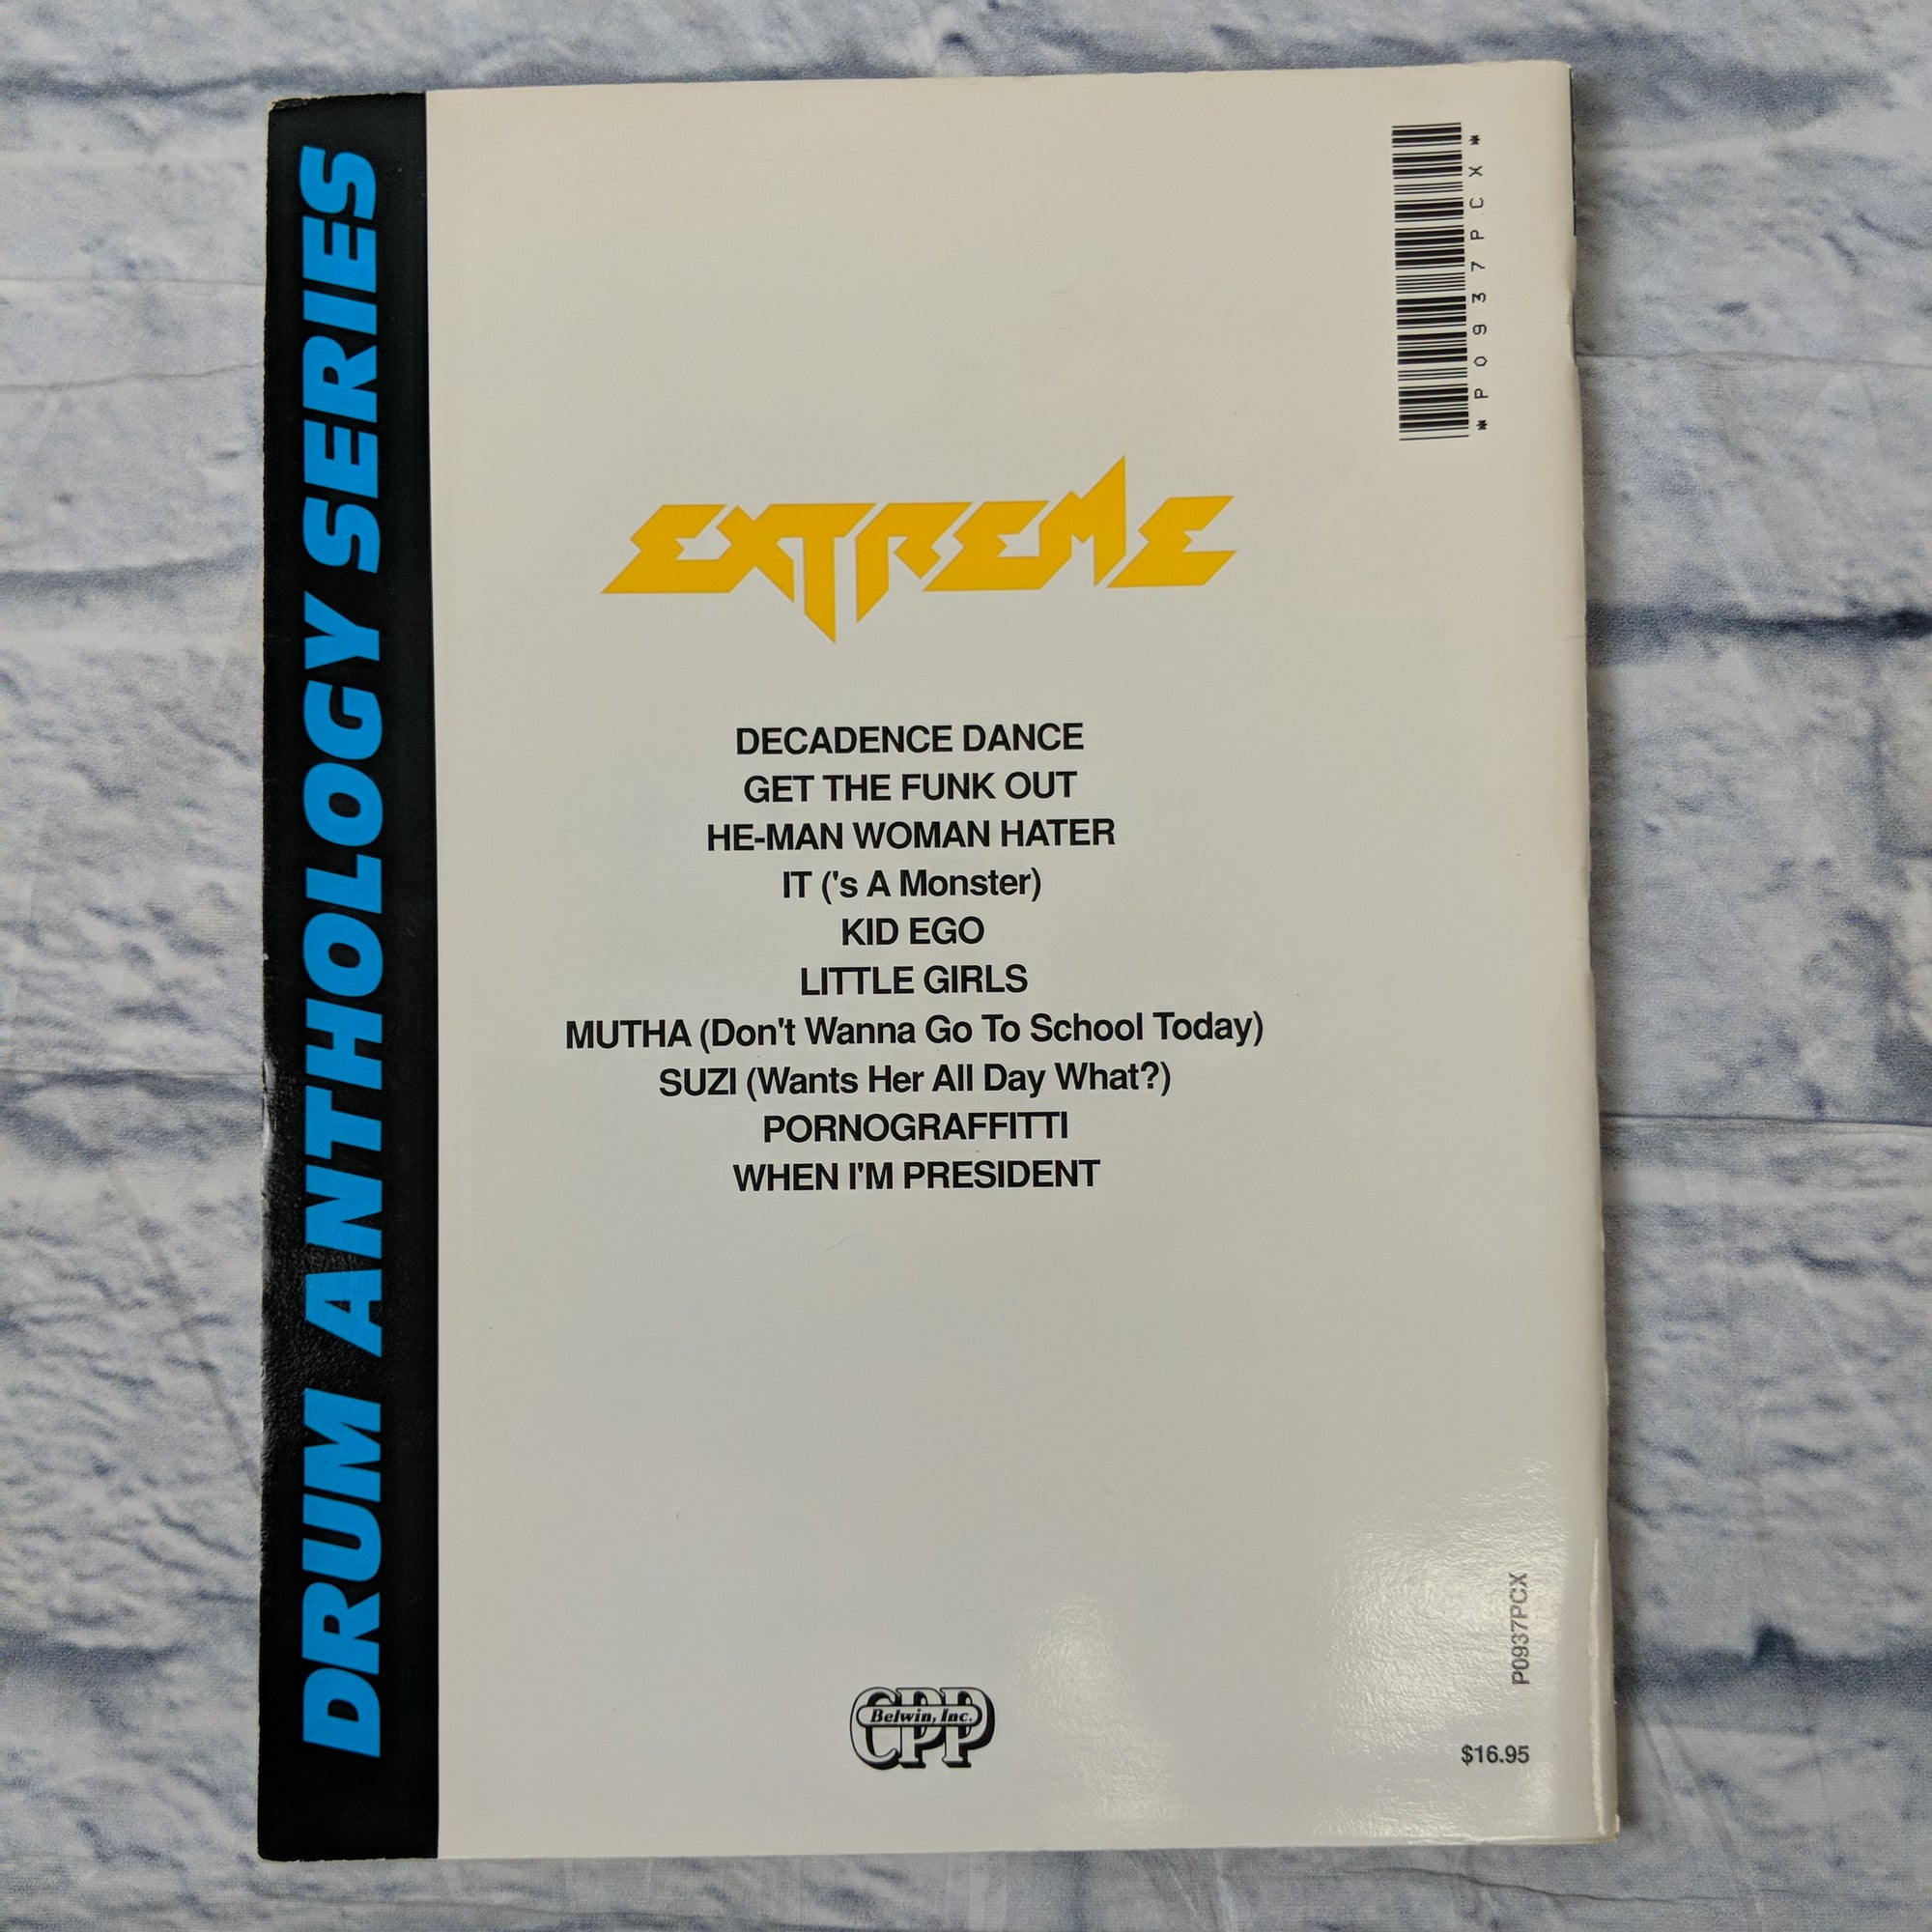 DRUM ANTHOLOGY SERIES
*P0937PCX*
EXTREME
DECADENCE DANCE
GET THE FUNK OUT
HE-MAN WOMAN HATER
IT ('s A Monster)
KID EGO
LITTLE GIRLS
MUTHA (Don't Wanna Go To School Today)
SUZI (Wants Her All Day What?)
PORNOGRAFFITTI
WHEN I'M PRESIDENT
P0937PCX
CPP
Belwin, Inc.
$16.95